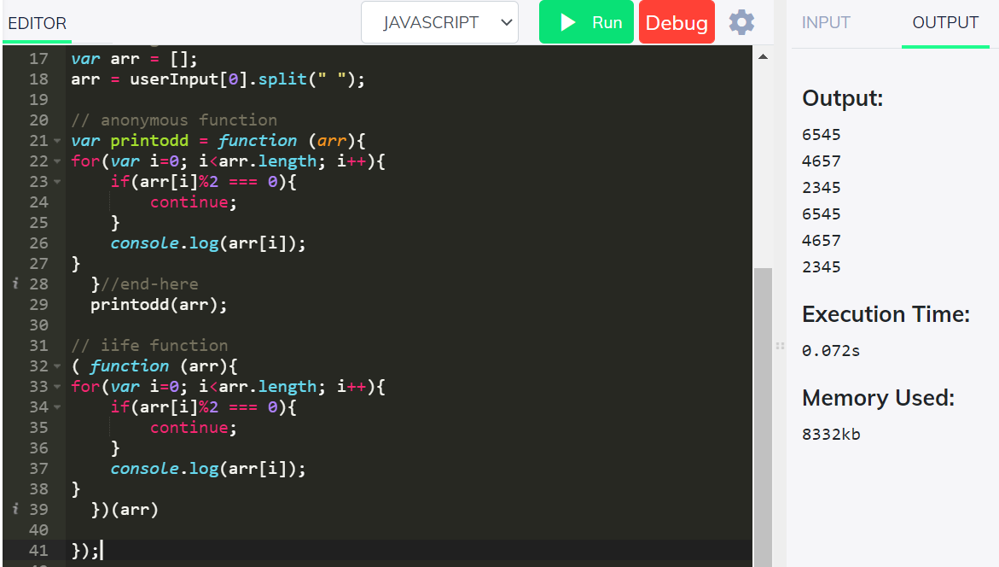 EDITOR
JAVASCRIPT
Run
Debug
INPUT
OUTPUT
17 var arr = [];
18 arr = userInput[0].split(" ");
19
20 // anonymous function
21 var printodd = function (arr){
22 for(var i=0; i<arr.length; i++){
23     if(arr[i]%2 === 0){
24         continue;
25     }
26     console.log(arr[i]);
27 }
i 28   }//end-here
29   printodd(arr);
30
31 // iife function
32 ( function (arr){
33 for(var i=0; i<arr.length; i++){
34     if(arr[i]%2 === 0){
35         continue;
36     }
37     console.log(arr[i]);
38 }
i 39   })(arr)
40
41 });
Output:
6545
4657
2345
6545
4657
2345
Execution Time:
0.072s
Memory Used:
8332kb